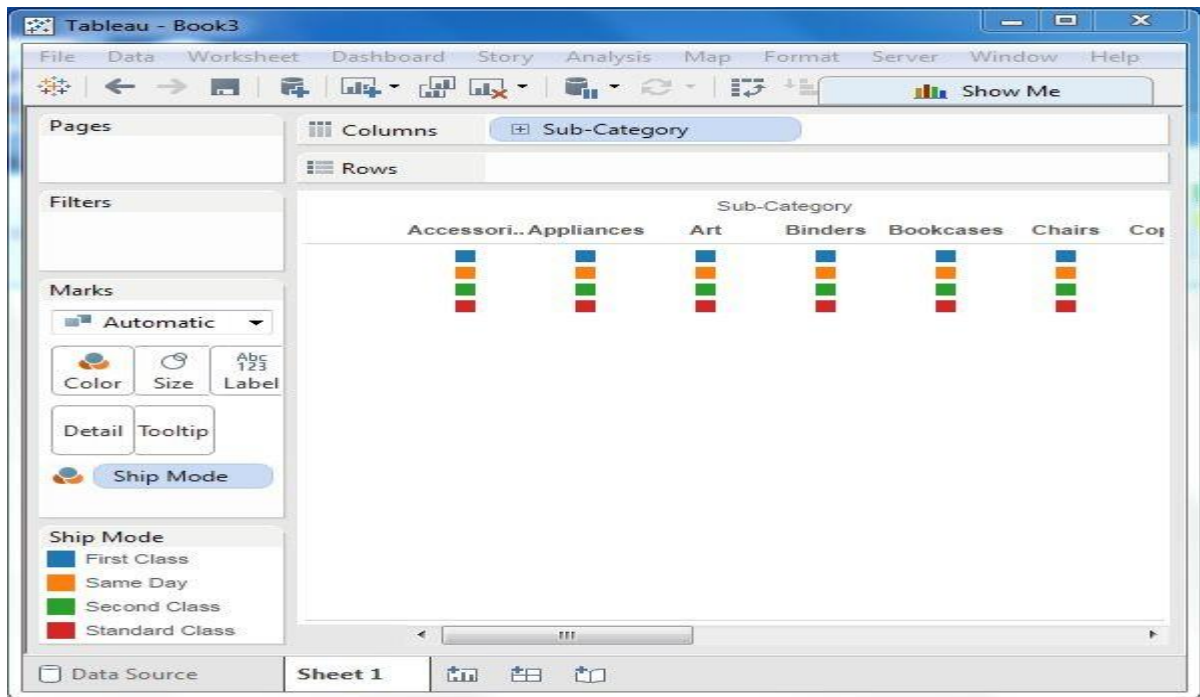 Tableau - Book3
File Data Worksheet Dashboard Story Analysis Map Format Server Window Help
Show Me
Pages
Columns Sub-Category
Rows
Filters
Sub-Category
Accessori.. Appliances Art Binders Bookcases Chairs Cop
Marks
Automatic
Color Size Abc 123 Label
Detail Tooltip
Ship Mode
Ship Mode
First Class
Same Day
Second Class
Standard Class
Data Source Sheet 1